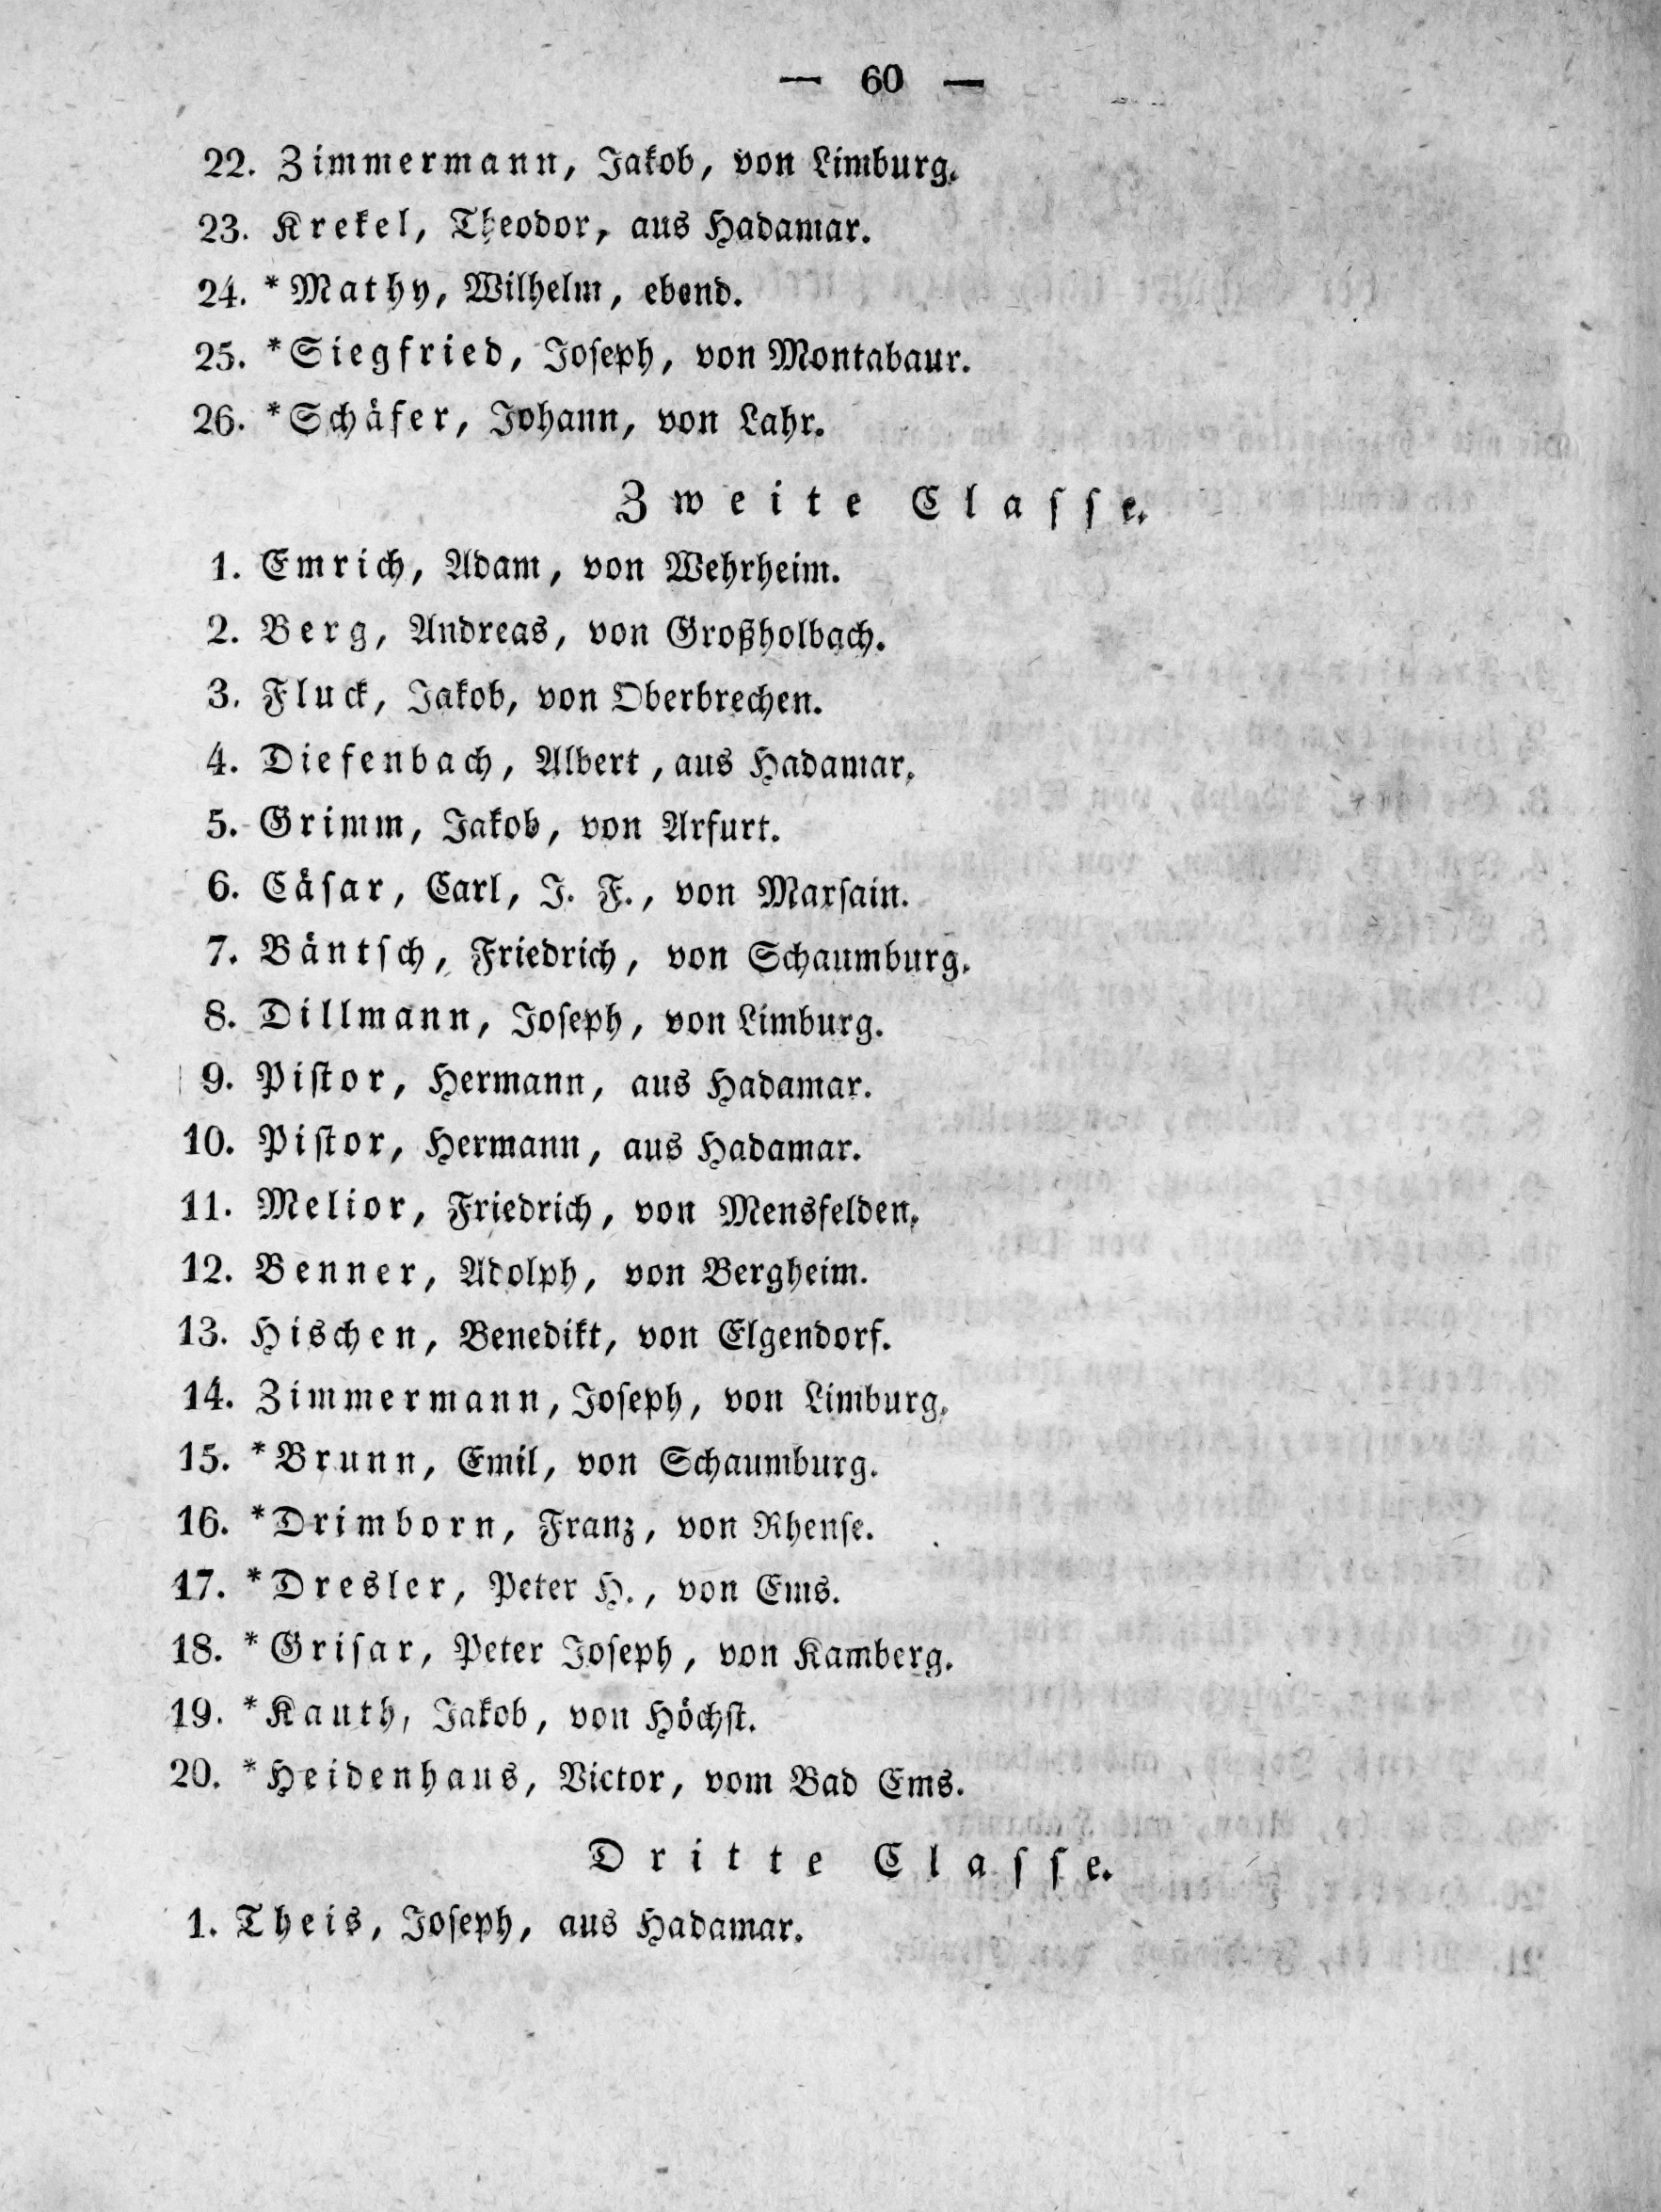 — 60 —
22. Zimmermann, Jakob, von Limburg.
23. Krekel, Theodor, aus Hadamar.
24. *Mathy, Wilhelm, ebend.
25. *Siegfried, Joseph, von Montabaur.
26. *Schäfer, Johann, von Lahr.
Zweite Classe.
1. Emrich, Adam, von Wehrheim.
2. Berg, Andreas, von Großholbach.
3. Fluck, Jakob, von Oberbrechen.
4. Diefenbach, Albert, aus Hadamar.
5. Grimm, Jakob, von Arfurt.
6. Cäsar, Carl, J. F., von Marsain.
7. Bäntsch, Friedrich, von Schaumburg.
8. Dillmann, Joseph, von Limburg.
9. Pistor, Hermann, aus Hadamar.
10. Pistor, Hermann, aus Hadamar.
11. Melior, Friedrich, von Mensfelden.
12. Benner, Adolph, von Bergheim.
13. Hischen, Benedikt, von Elgendorf.
14. Zimmermann, Joseph, von Limburg.
15. *Brunn, Emil, von Schaumburg.
16. *Drimborn, Franz, von Rhense.
17. *Dresler, Peter H., von Ems.
18. *Grisar, Peter Joseph, von Kamberg.
19. *Kauth, Jakob, von Höchst.
20. *Heidenhaus, Victor, vom Bad Ems.
Dritte Classe.
1. Theis, Joseph, aus Hadamar.